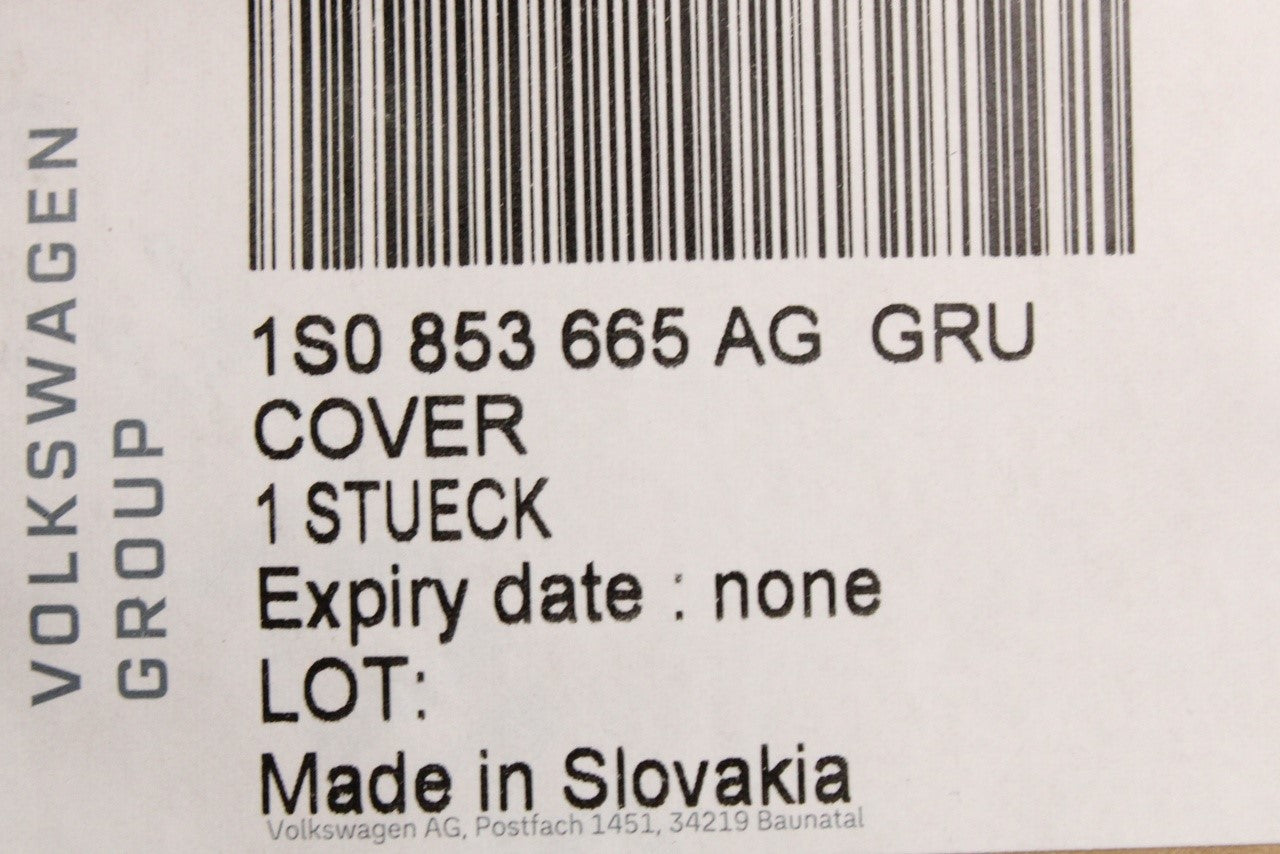 VOLKSWAGEN
GROUP
1S0 853 665 AG GRU
COVER
1 STUECK
Expiry date : none
LOT:
Made in Slovakia
Volkswagen AG, Postfach 1451, 34219 Baunatal